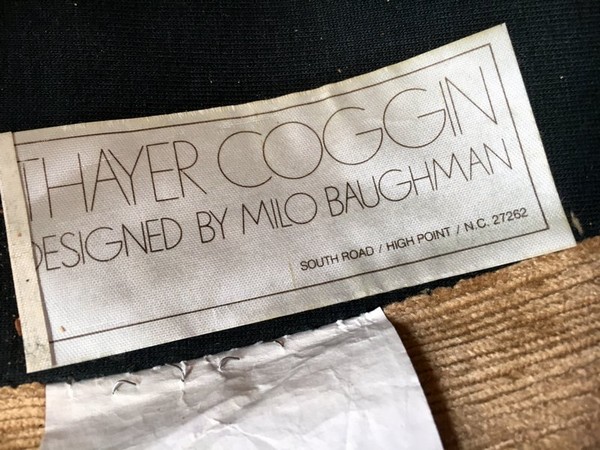 THAYER COGGIN
DESIGNED BY MILO BAUGHMAN
SOUTH ROAD / HIGH POINT / N.C. 27262